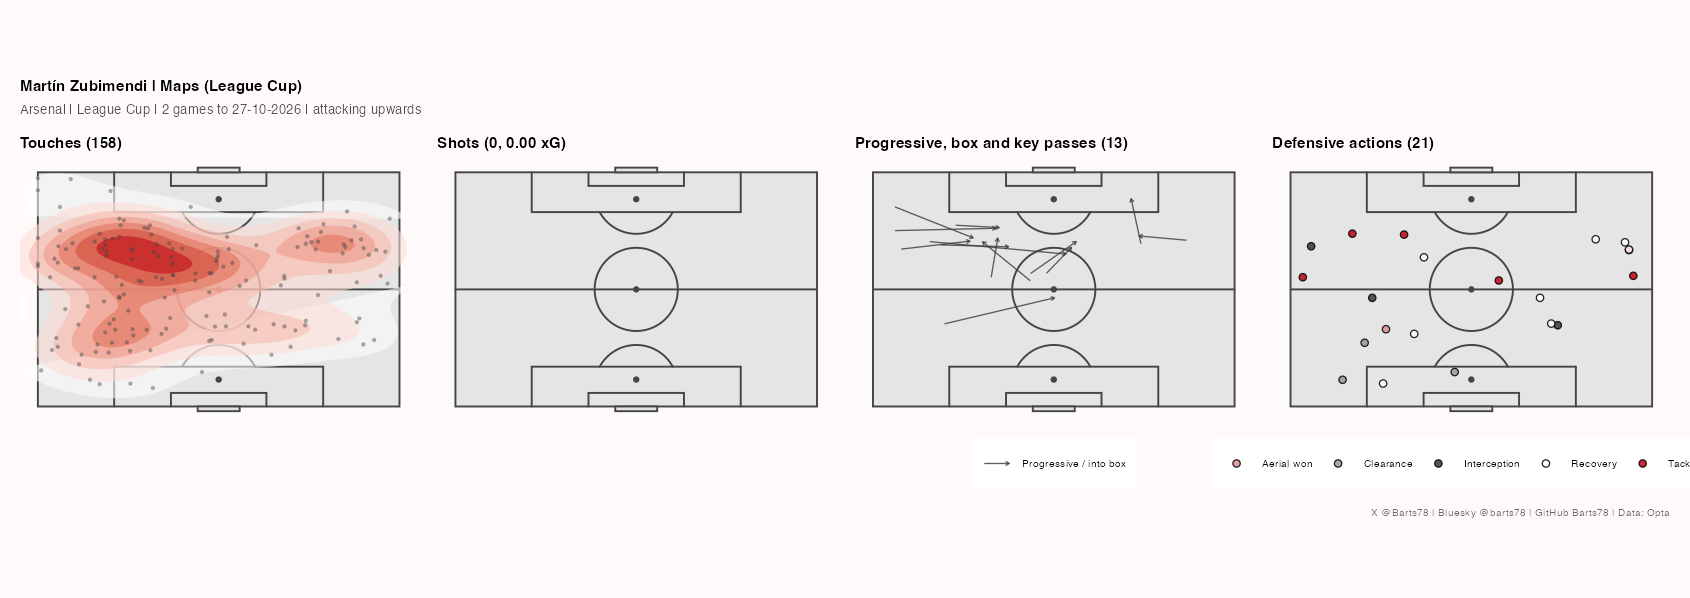 Martín Zubimendi | Maps (League Cup)
Arsenal | League Cup | 2 games to 27-10-2026 | attacking upwards
Touches (158)
Shots (0, 0.00 xG)
Progressive, box and key passes (13)
Defensive actions (21)
Progressive / into box
Aerial won
Clearance
Interception
Recovery
Tack
X @Barts78 | Bluesky @barts78 | GitHub Barts78 | Data: Opta